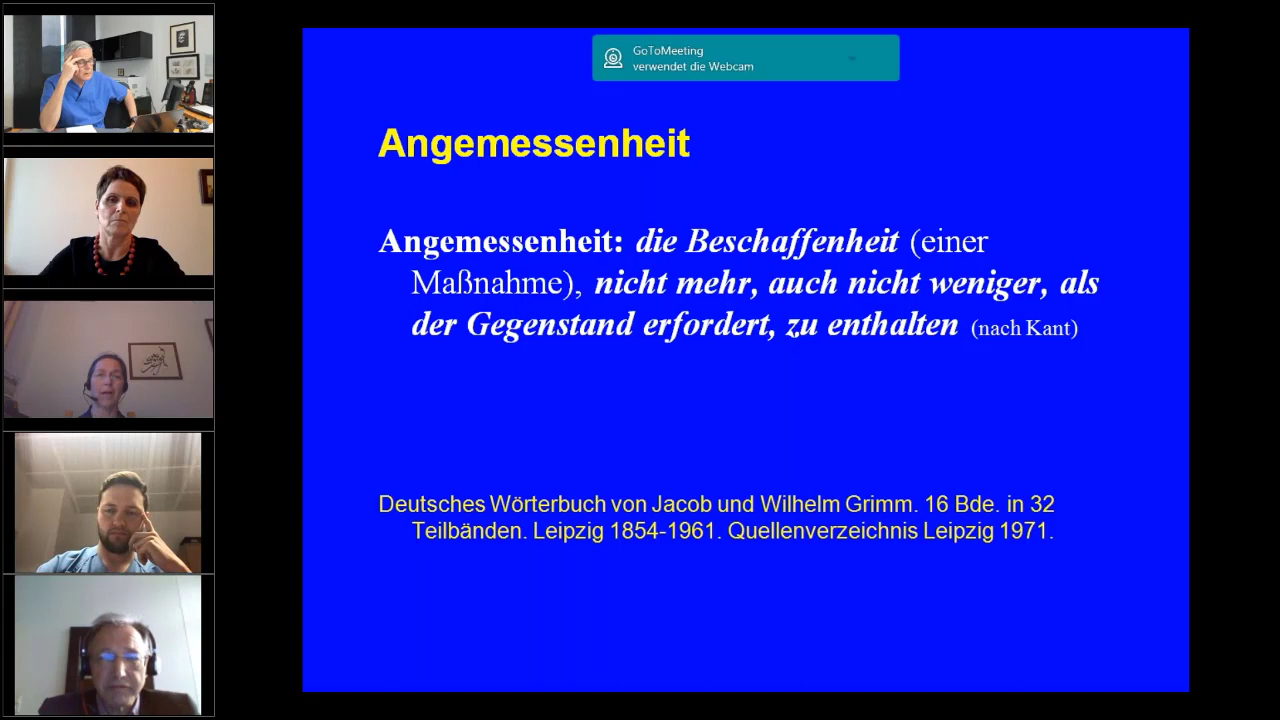 GoToMeeting
verwendet die Webcam
Angemessenheit
Angemessenheit: die Beschaffenheit (einer
Maßnahme), nicht mehr, auch nicht weniger, als
der Gegenstand erfordert, zu enthalten (nach Kant)
Deutsches Wörterbuch von Jacob und Wilhelm Grimm. 16 Bde. in 32
Teilbänden. Leipzig 1854-1961. Quellenverzeichnis Leipzig 1971.